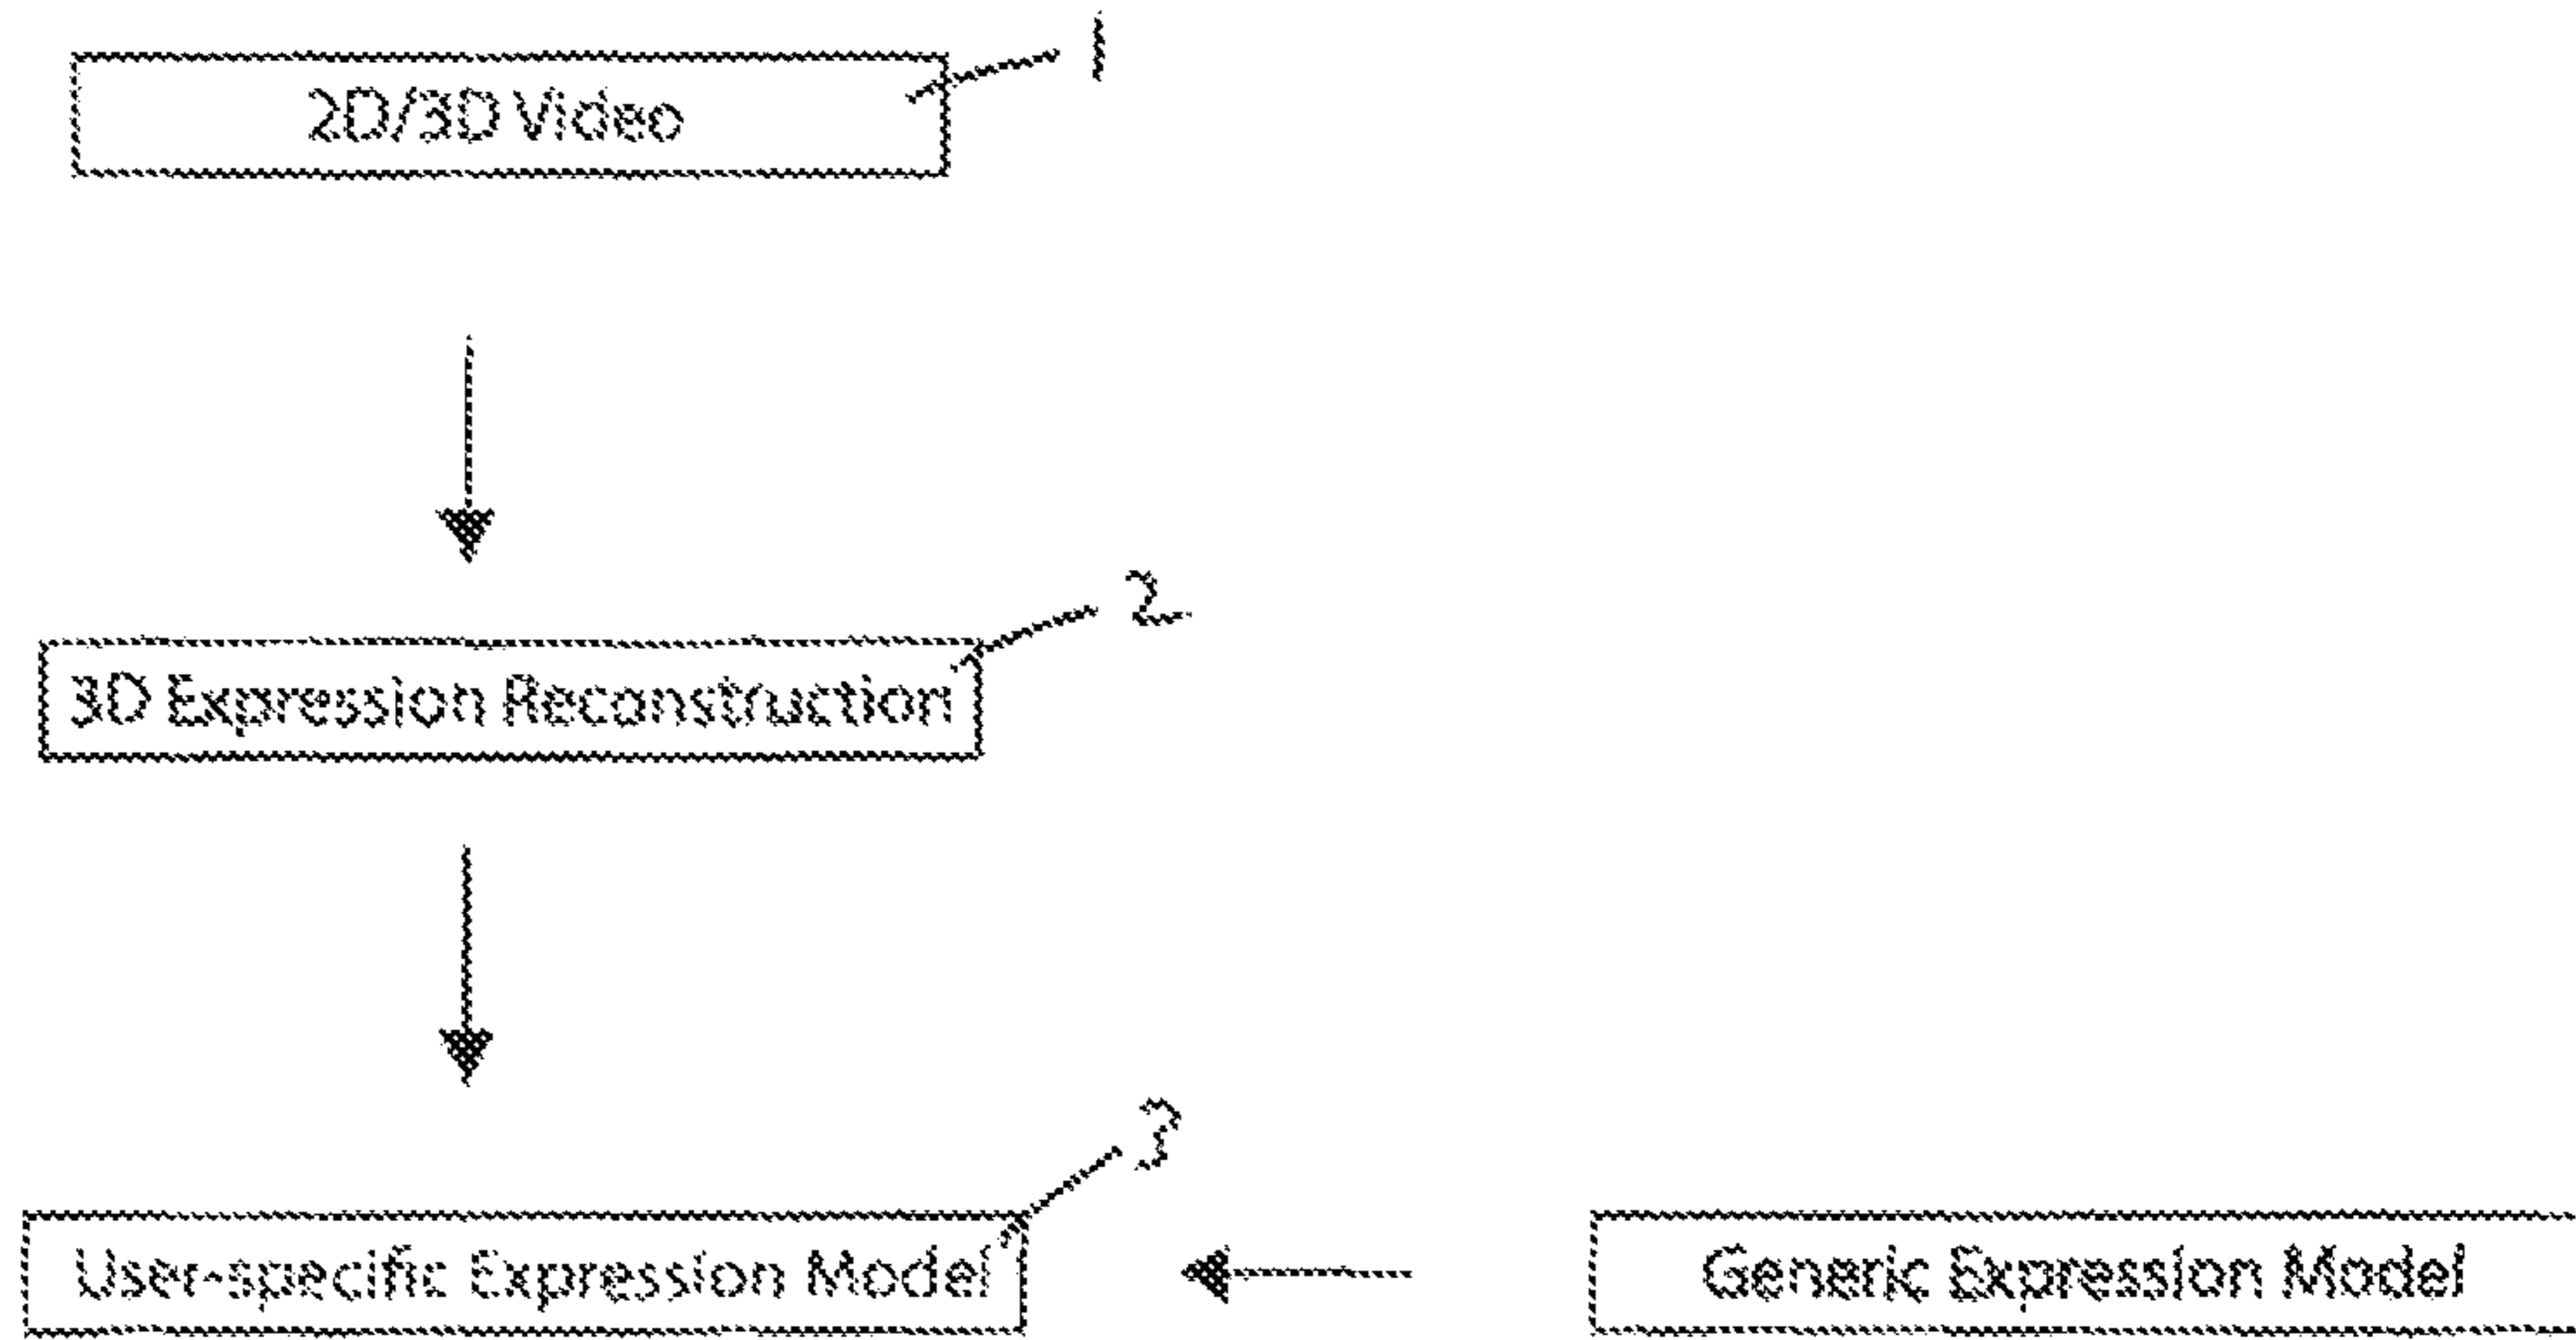 1
2D/3D Video
2
3D Expression Reconstruction
3
User-specific Expression Model
Generic Expression Model